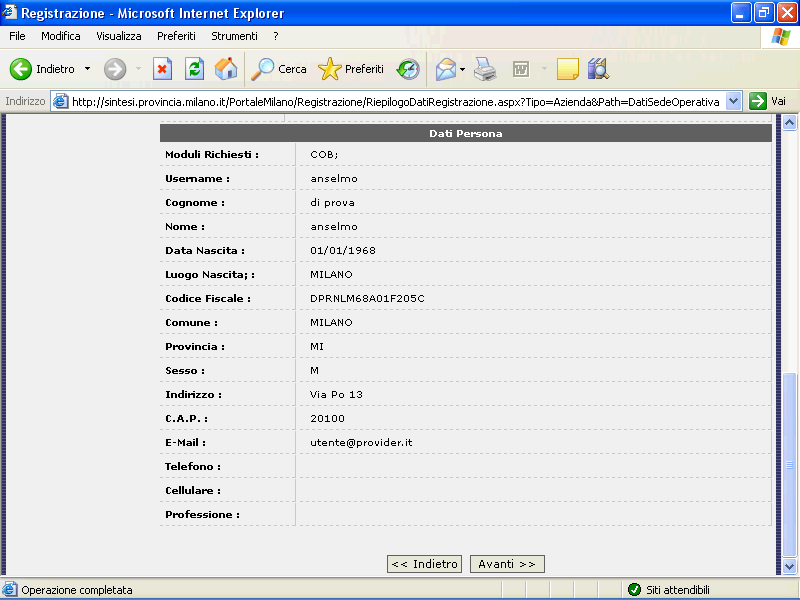 Registrazione - Microsoft Internet Explorer
File Modifica Visualizza Preferiti Strumenti ?
Indietro Cerca Preferiti
Indirizzo http://sintesi.provincia.milano.it/PortaleMilano/Registrazione/RiepilogoDatiRegistrazione.aspx?Tipo=Azienda&Path=DatiSedeOperativa Vai
Dati Persona
Moduli Richiesti : COB;
Username : anselmo
Cognome : di prova
Nome : anselmo
Data Nascita : 01/01/1968
Luogo Nascita; : MILANO
Codice Fiscale : DPRNLM68A01F205C
Comune : MILANO
Provincia : MI
Sesso : M
Indirizzo : Via Po 13
C.A.P. : 20100
E-Mail : utente@provider.it
Telefono :
Cellulare :
Professione :
<< Indietro Avanti >>
Operazione completata Siti attendibili